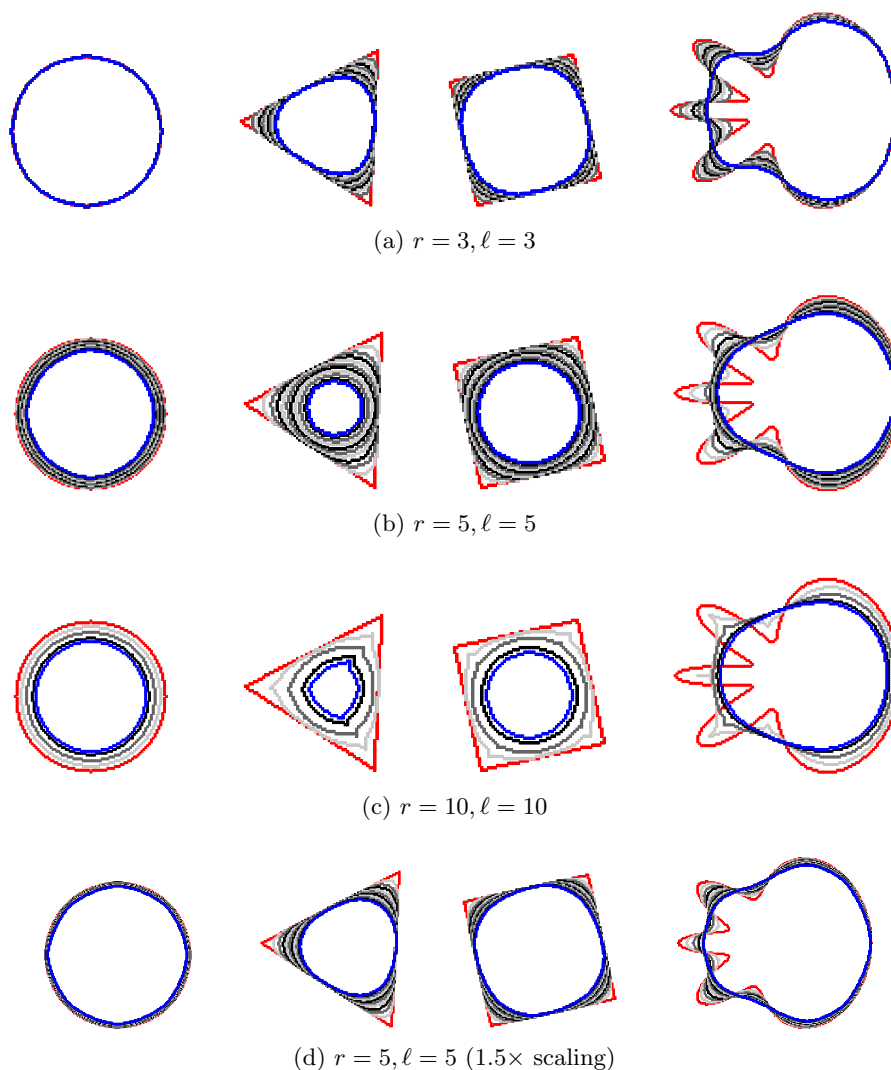 (a) r = 3, ℓ = 3
(b) r = 5, ℓ = 5
(c) r = 10, ℓ = 10
(d) r = 5, ℓ = 5 (1.5× scaling)